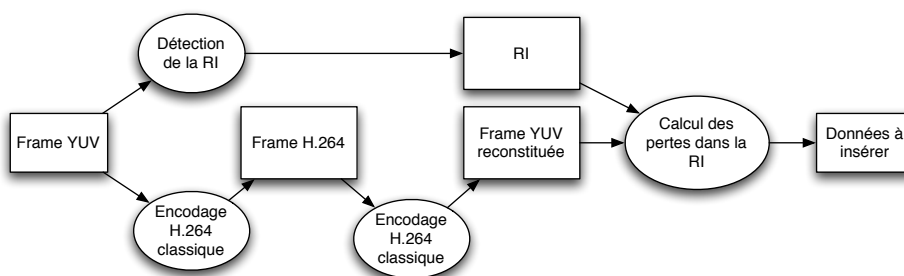 Détection
de la RI
RI
Frame YUV
Frame H.264
Frame YUV
reconstituée
Calcul des
pertes dans la
RI
Données à
insérer
Encodage
H.264
classique
Encodage
H.264
classique